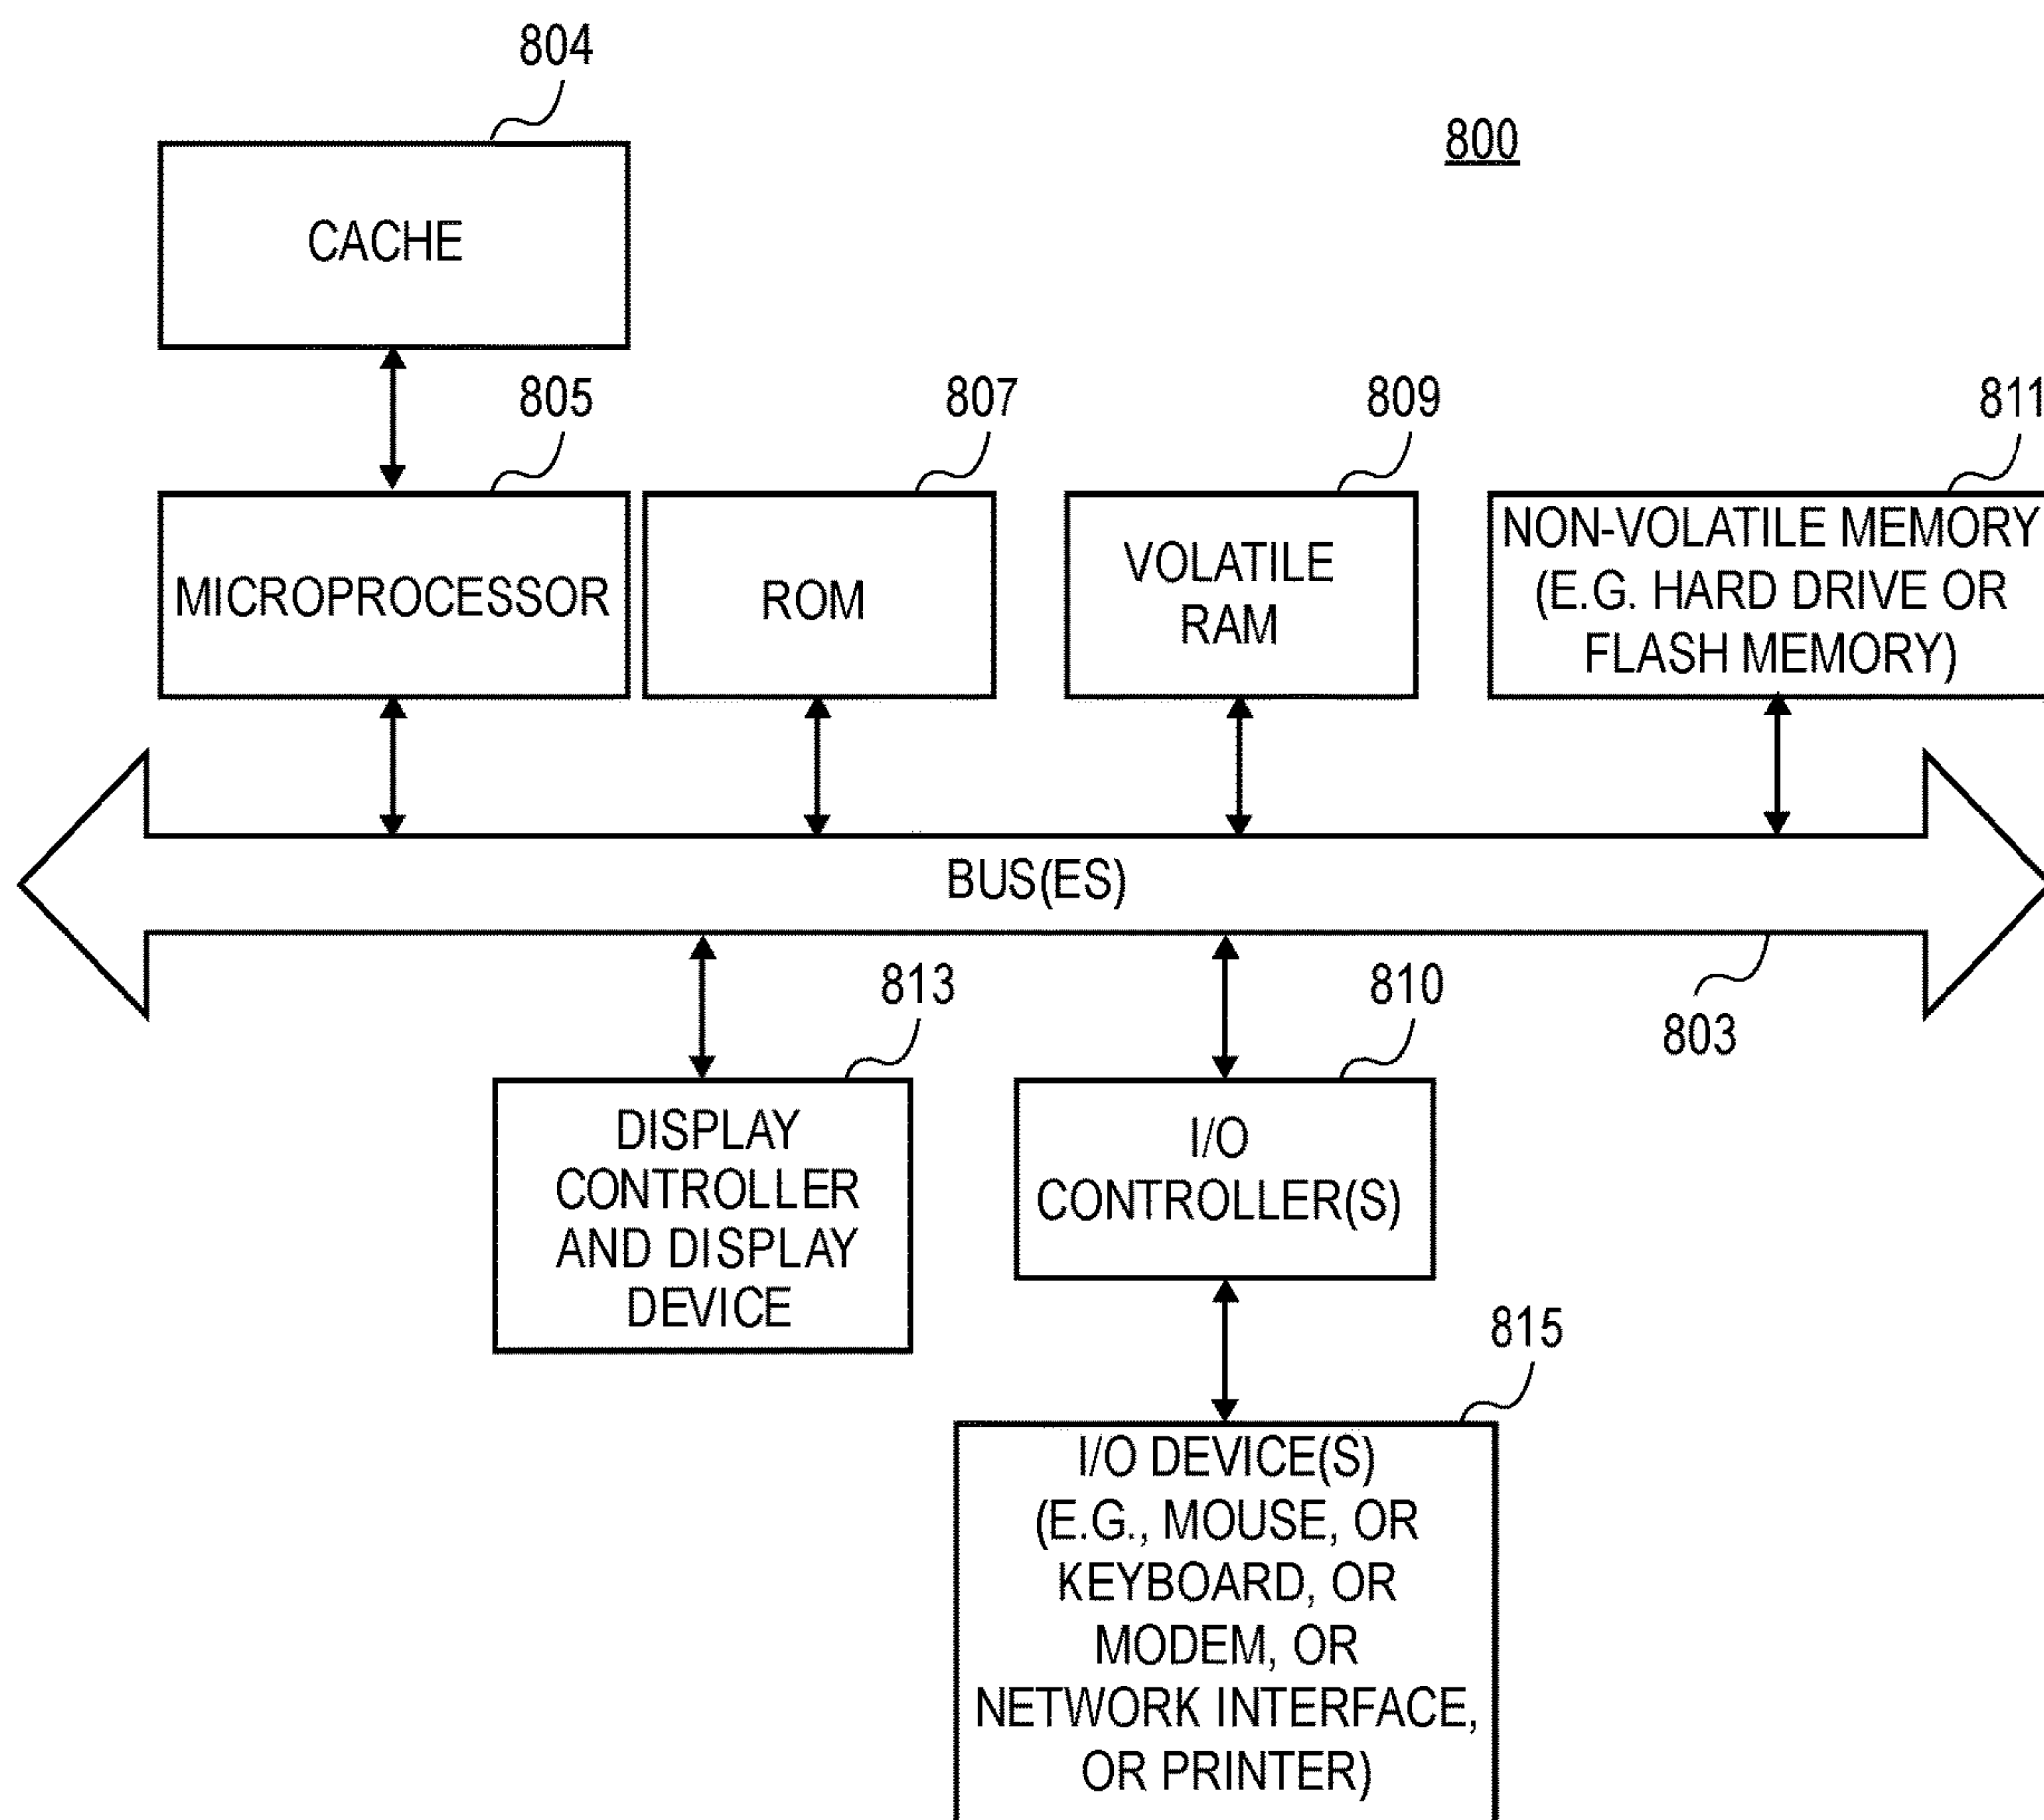 804
800
CACHE
805
807
809
811
MICROPROCESSOR
ROM
VOLATILE
RAM
NON-VOLATILE MEMORY
(E.G. HARD DRIVE OR
FLASH MEMORY)
BUS(ES)
803
813
810
DISPLAY
CONTROLLER
AND DISPLAY
DEVICE
I/O
CONTROLLER(S)
815
I/O DEVICE(S)
(E.G., MOUSE, OR
KEYBOARD, OR
MODEM, OR
NETWORK INTERFACE,
OR PRINTER)